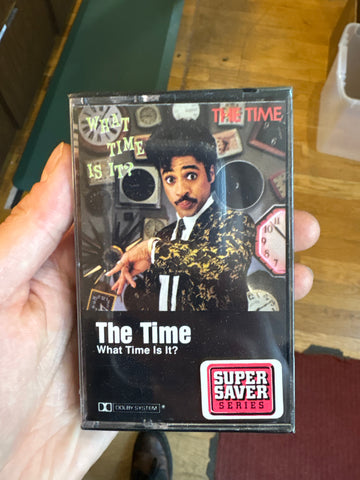 WHAT
TIME
IS IT?
THE TIME
The Time
What Time Is It?
DOLBY SYSTEM
SUPER
SAVER
SERIES